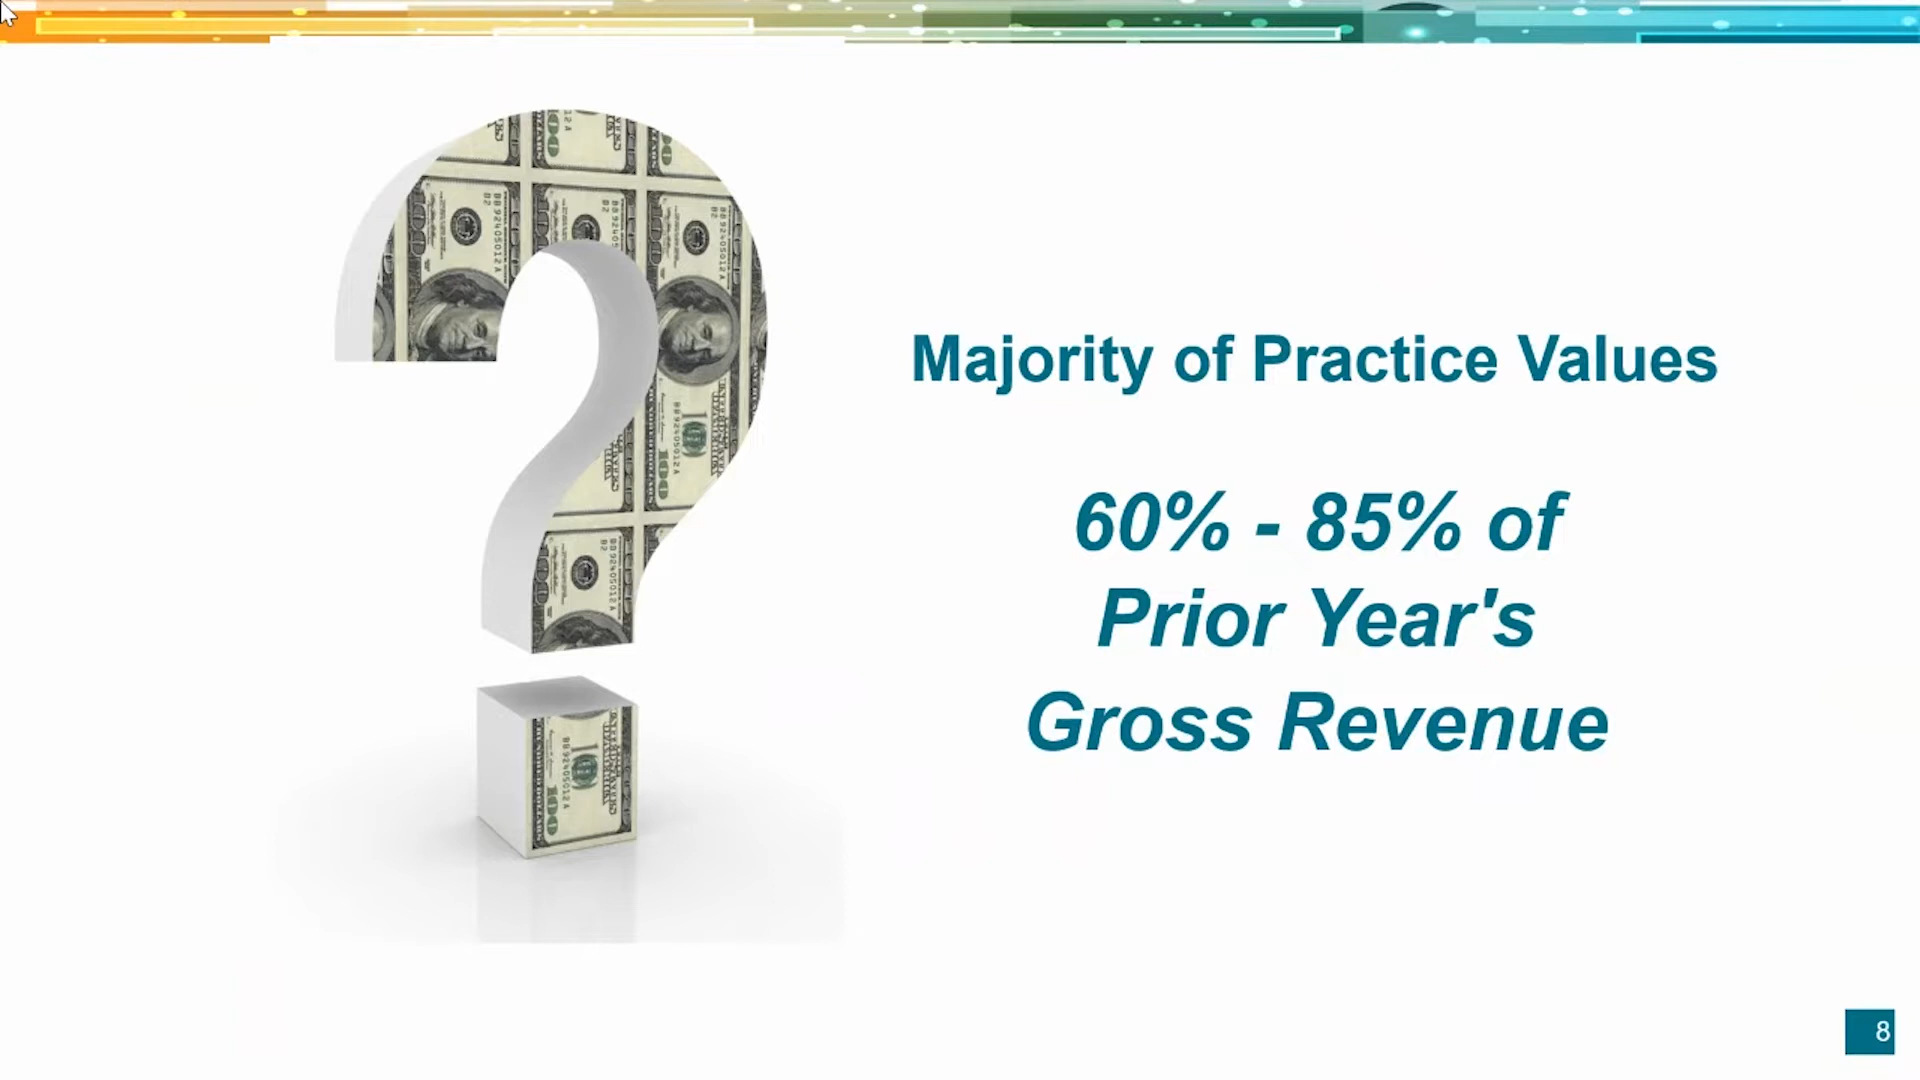 Majority of Practice Values
60% - 85% of
Prior Year's
Gross Revenue
8